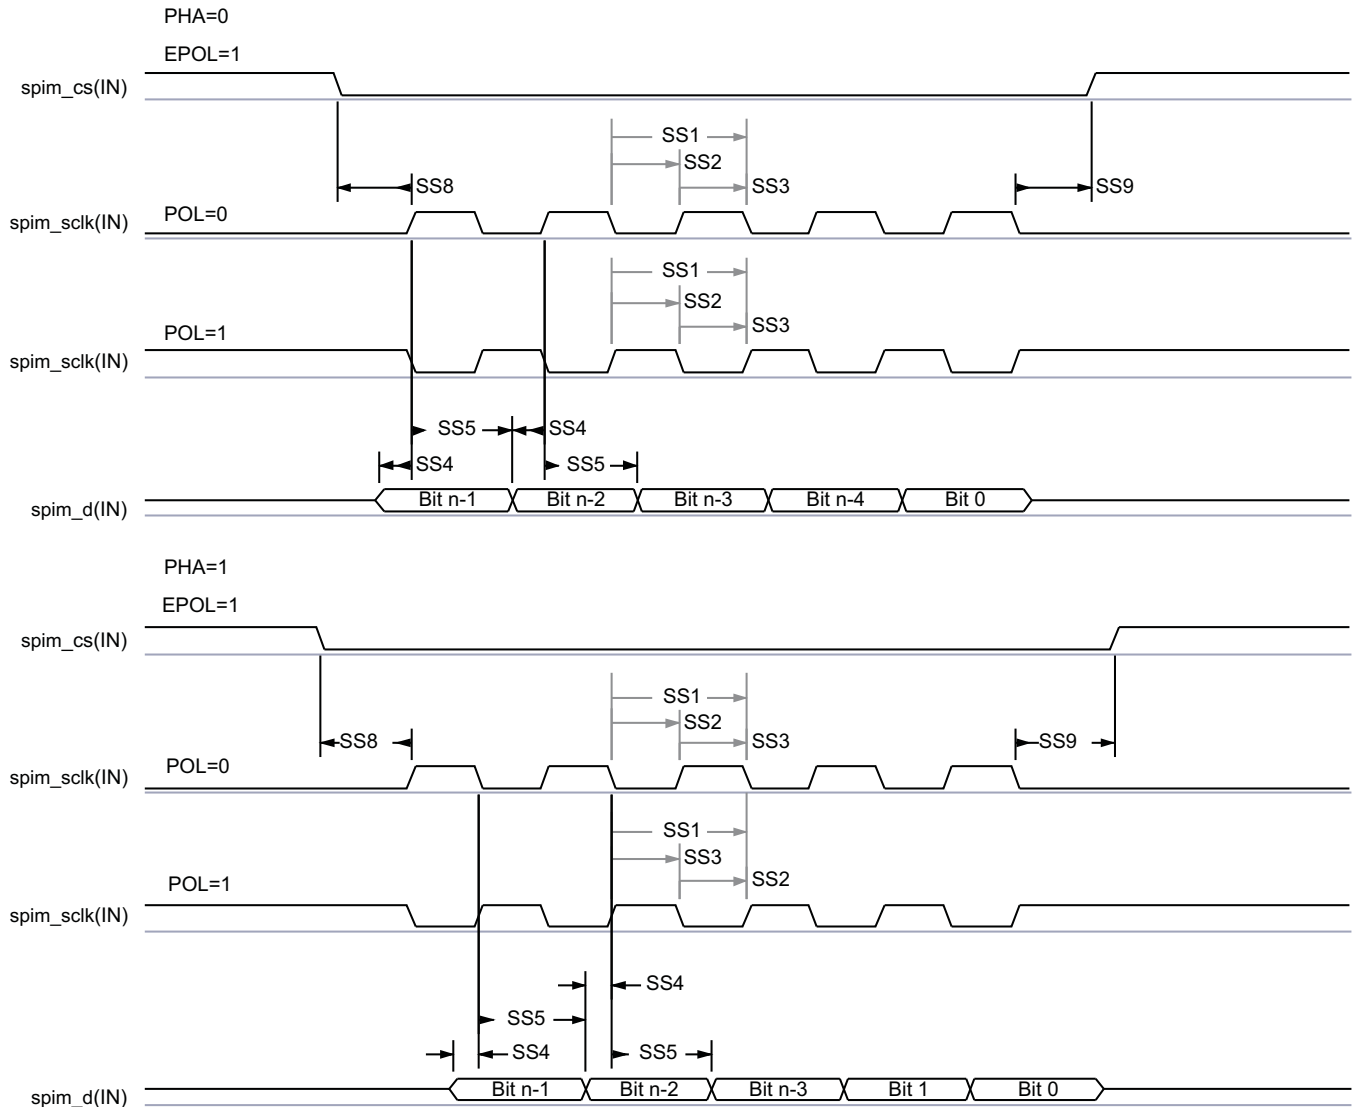 PHA=0
EPOL=1
spim_cs(IN)
SS1
SS2
SS8
SS3
SS9
POL=0
spim_sclk(IN)
SS1
SS2
SS3
POL=1
spim_sclk(IN)
SS5
SS4
SS4
SS5
Bit n-1
Bit n-2
Bit n-3
Bit n-4
Bit 0
spim_d(IN)
PHA=1
EPOL=1
spim_cs(IN)
SS1
SS2
SS8
SS3
SS9
POL=0
spim_sclk(IN)
SS1
SS3
SS2
POL=1
spim_sclk(IN)
SS4
SS5
SS4
SS5
Bit n-1
Bit n-2
Bit n-3
Bit 1
Bit 0
spim_d(IN)